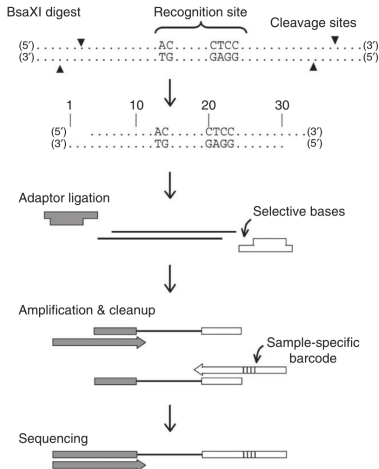 BsaXI digest
Recognition site
Cleavage sites
(5′)..................AC.....CTCC..................(3′)
(3′)..................TG.....GAGG..................(5′)
1 10 20 30
(5′) .........AC.....CTCC.......... (3′)
(3′)............TG.....GAGG....... (5′)
Adaptor ligation
Selective bases
Amplification & cleanup
Sample-specific
barcode
Sequencing